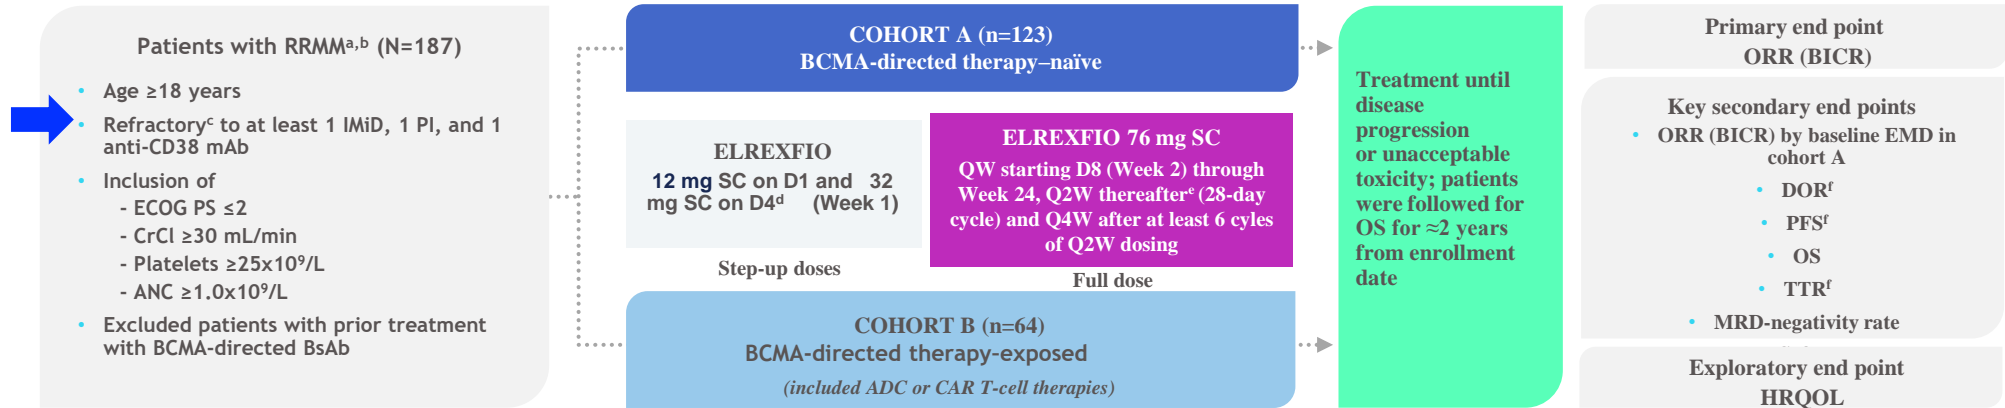 Patients with RRMMa,b (N=187)
• Age ≥18 years
• Refractoryc to at least 1 IMiD, 1 PI, and 1
anti-CD38 mAb
• Inclusion of
- ECOG PS ≤2
- CrCl ≥30 mL/min
- Platelets ≥25x10⁹/L
- ANC ≥1.0x10⁹/L
• Excluded patients with prior treatment
with BCMA-directed BsAb
COHORT A (n=123)
BCMA-directed therapy–naïve
ELREXFIO
12 mg SC on D1 and 32
mg SC on D4d (Week 1)
Step-up doses
ELREXFIO 76 mg SC
QW starting D8 (Week 2) through
Week 24, Q2W thereaftere (28-day
cycle) and Q4W after at least 6 cyles
of Q2W dosing
Full dose
COHORT B (n=64)
BCMA-directed therapy-exposed
(included ADC or CAR T-cell therapies)
Treatment until
disease
progression
or unacceptable
toxicity; patients
were followed for
OS for ≈2 years
from enrollment
date
Primary end point
ORR (BICR)
Key secondary end points
• ORR (BICR) by baseline EMD in
cohort A
• DORf
• PFSf
• OS
• TTRf
• MRD-negativity rate
Exploratory end point
HRQOL